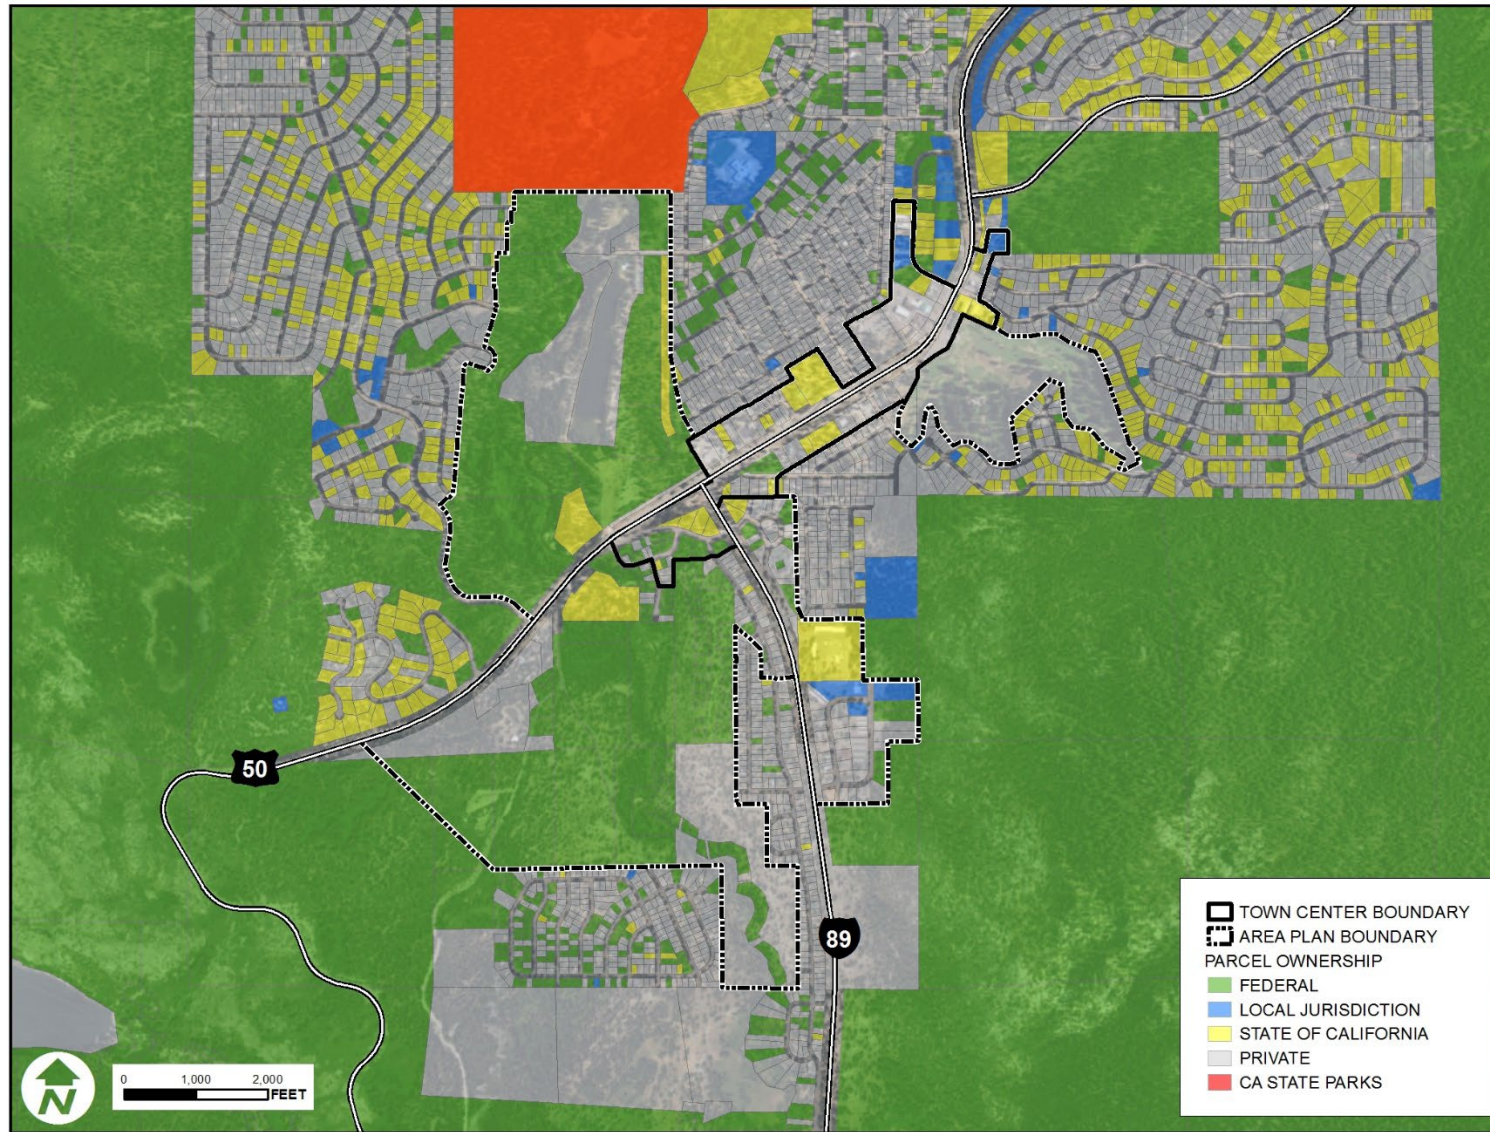 50
89
TOWN CENTER BOUNDARY
AREA PLAN BOUNDARY
PARCEL OWNERSHIP
FEDERAL
LOCAL JURISDICTION
STATE OF CALIFORNIA
PRIVATE
CA STATE PARKS
N
0 1,000 2,000
FEET